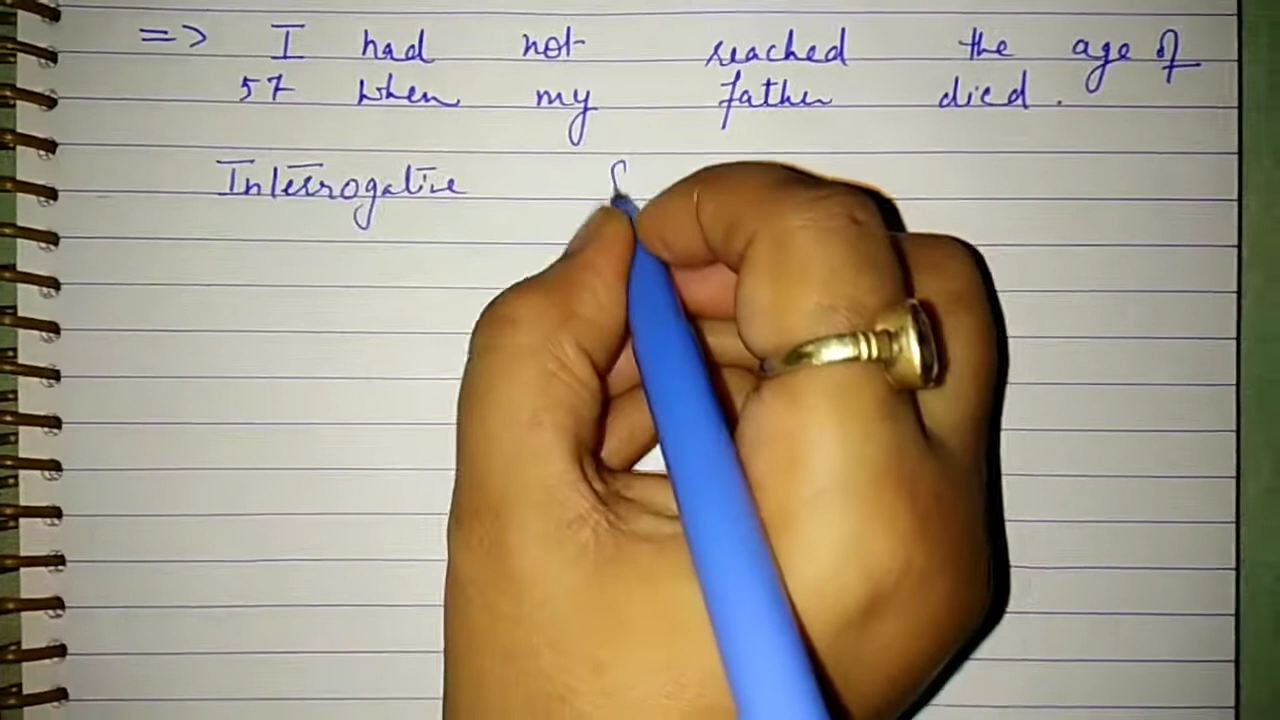 => I had not reached the age of
57 when my father died.
Interrogative